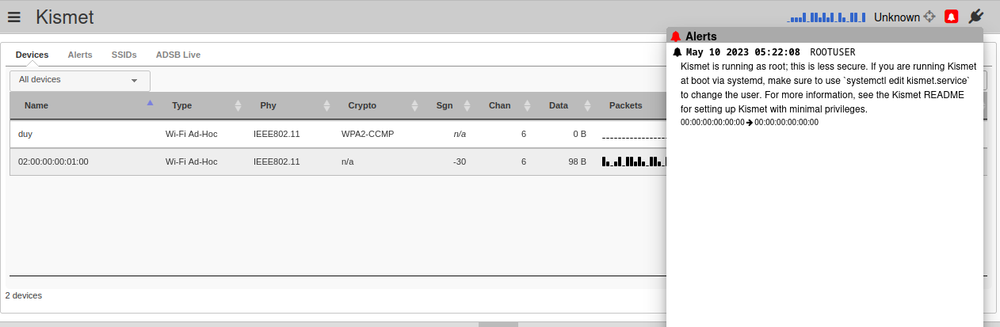 Kismet
Unknown
Devices Alerts SSIDs ADSB Live
All devices
Name Type Phy Crypto Sgn Chan Data Packets
duy Wi-Fi Ad-Hoc IEEE802.11 WPA2-CCMP n/a 6 0 B
02:00:00:00:01:00 Wi-Fi Ad-Hoc IEEE802.11 n/a -30 6 98 B
2 devices
Alerts
May 10 2023 05:22:08 ROOTUSER
Kismet is running as root; this is less secure. If you are running Kismet
at boot via systemd, make sure to use `systemctl edit kismet.service`
to change the user. For more information, see the Kismet README
for setting up Kismet with minimal privileges.
00:00:00:00:00:00 → 00:00:00:00:00:00